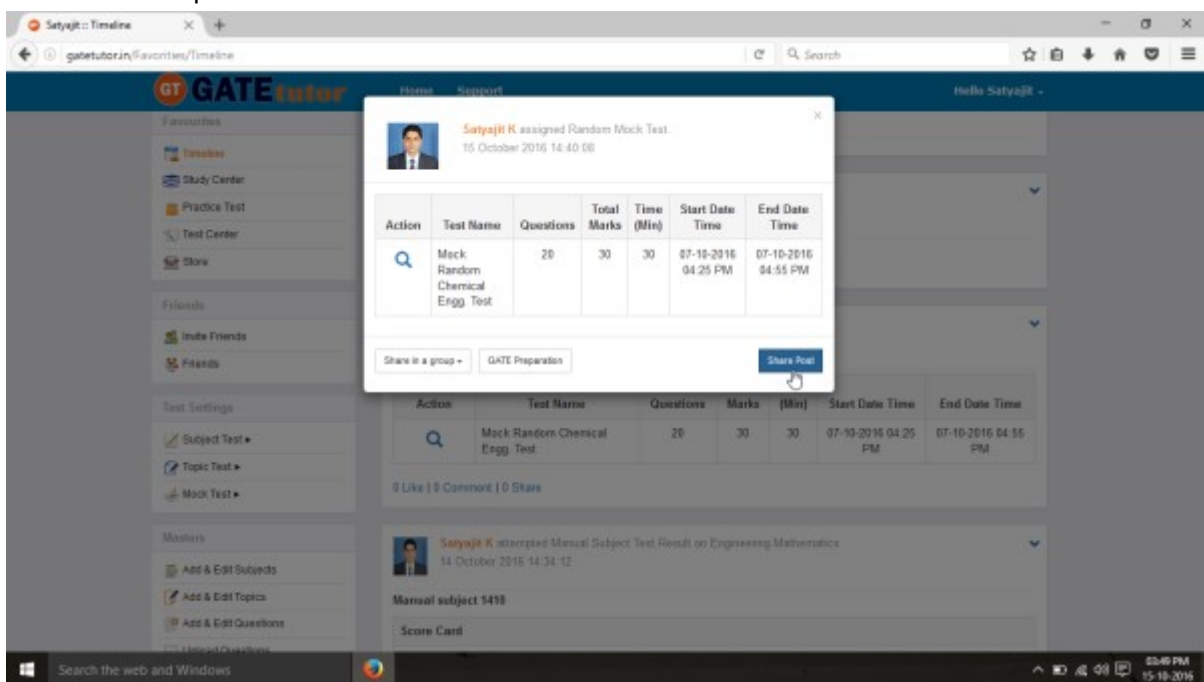 Satyajit :: Timeline
gatetutor.in/Favorities/Timeline
Search
GT GATEtutor
Home Support
Hello Satyajit
Favourites
Timeline
Study Center
Practice Test
Test Center
Store
Friends
Invite Friends
Friends
Test Settings
Subject Test
Topic Test
Mock Test
Masters
Add & Edit Subjects
Add & Edit Topics
Add & Edit Questions
Upload Questions
Satyajit K assigned Random Mock Test.
15 October 2016 14:40:08
Action Test Name Questions Total Marks Time (Min) Start Date Time End Date Time
Mock Random Chemical Engg. Test 20 30 30 07-10-2016 04:25 PM 07-10-2016 04:55 PM
Share in a group
GATE Preparation
Share Post
Action Test Name Questions Marks (Min) Start Date Time End Date Time
Mock Random Chemical Engg. Test 20 30 30 07-10-2016 04:25 PM 07-10-2016 04:55 PM
0 Like | 0 Comment | 0 Share
Satyajit K attempted Manual Subject Test Result on Engineering Mathematics
14 October 2016 14:34:12
Manual subject 1410
Score Card
Search the web and Windows
03:49 PM
15-10-2016